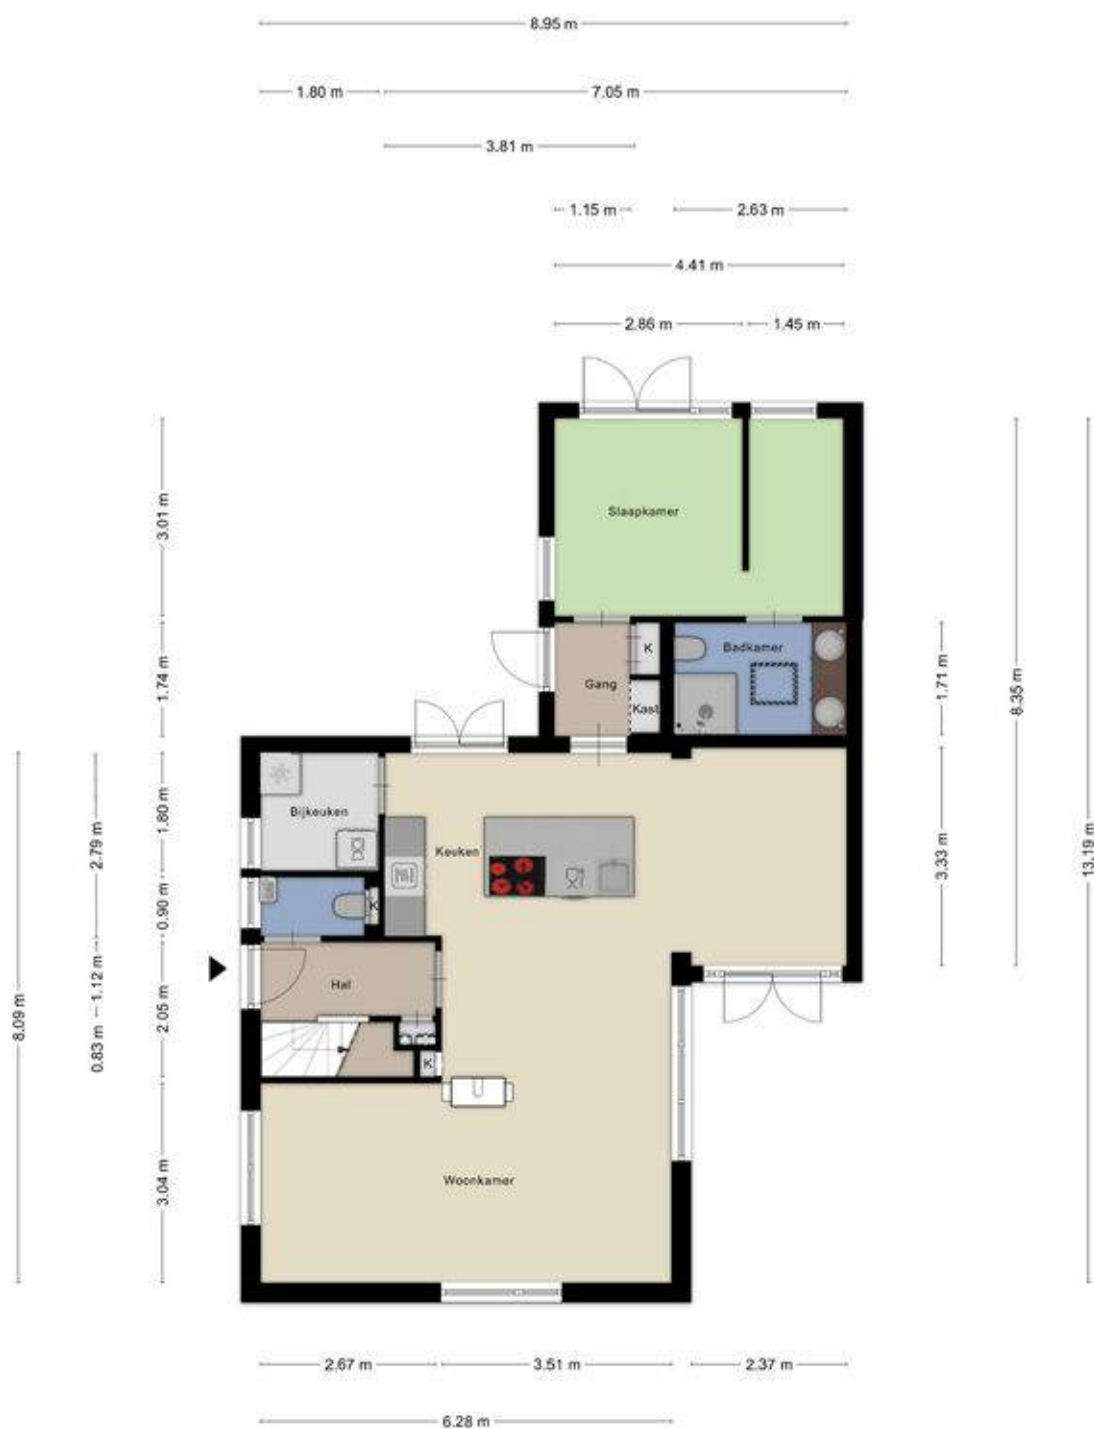 8.95 m
1.80 m
7.05 m
3.81 m
1.15 m
2.63 m
4.41 m
2.86 m
1.45 m
3.01 m
Slaapkamer
1.74 m
K
Badkamer
Gang
Kast
1.71 m
8.35 m
13.19 m
1.80 m
2.79 m
Bijkeuken
Keuken
3.33 m
0.90 m
K
Hal
1.12 m
2.05 m
0.83 m
8.09 m
K
3.04 m
Woonkamer
2.67 m
3.51 m
2.37 m
6.28 m